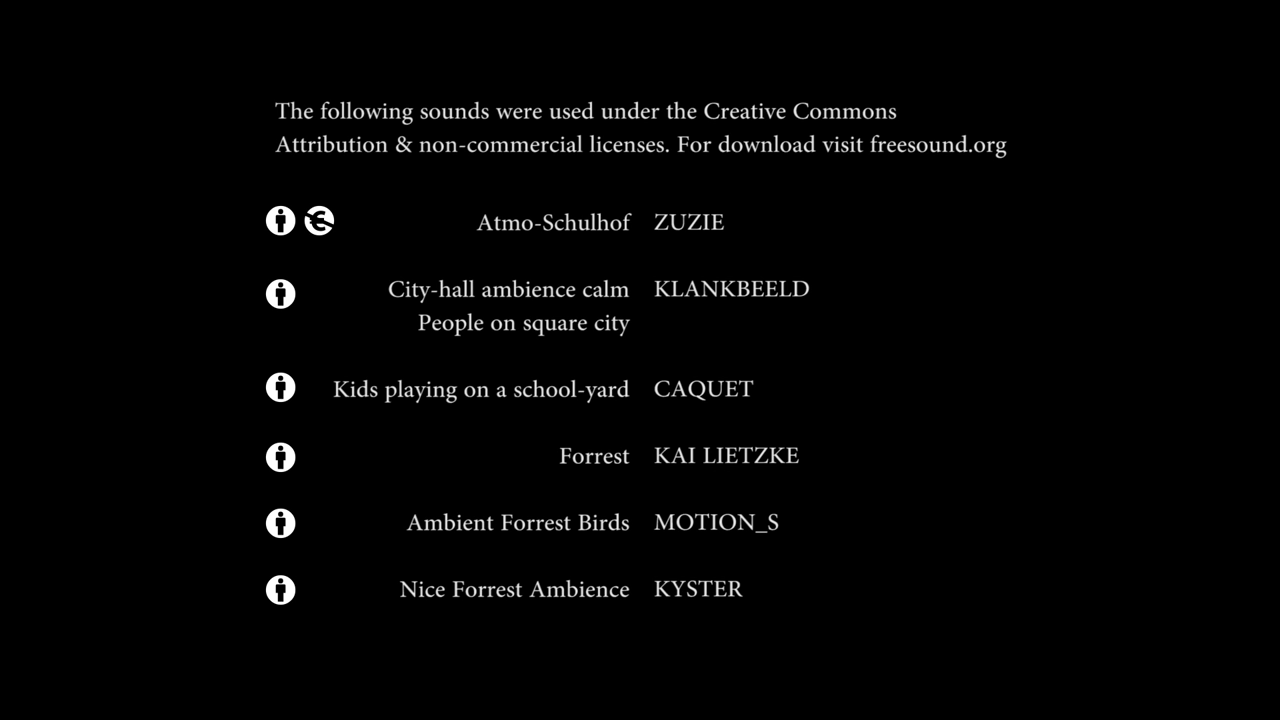 The following sounds were used under the Creative Commons
Attribution & non-commercial licenses. For download visit freesound.org
Atmo-Schulhof ZUZIE
City-hall ambience calm KLANKBEELD
People on square city
Kids playing on a school-yard CAQUET
Forrest KAI LIETZKE
Ambient Forrest Birds MOTION_S
Nice Forrest Ambience KYSTER